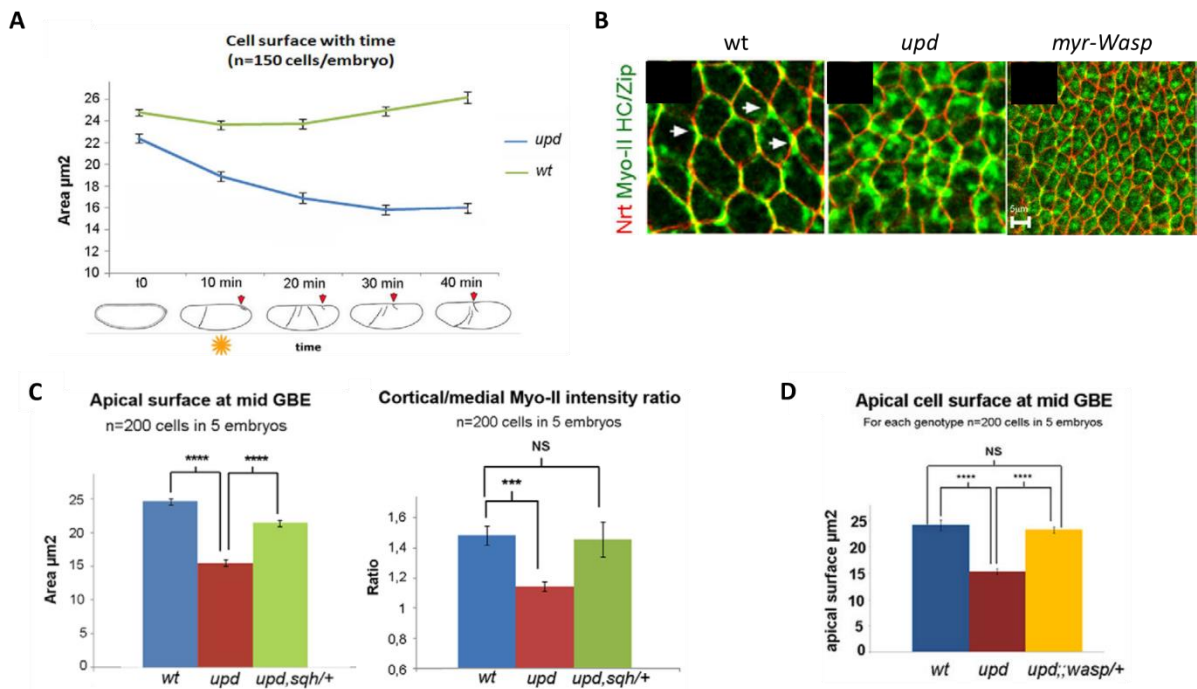 A
Cell surface with time
(n=150 cells/embryo)
Area µm2
26
24
22
20
18
16
14
12
10
upd
wt
t0 10 min 20 min 30 min 40 min
time
B
wt upd myr-Wasp
Nrt Myo-II HC/Zip
5µm
C
Apical surface at mid GBE
n=200 cells in 5 embryos
**** ****
Area µm2
25
20
15
10
5
0
wt upd upd,sqh/+
Cortical/medial Myo-II intensity ratio
n=200 cells in 5 embryos
NS
***
Ratio
1,6
1,4
1,2
1
0,8
0,6
wt upd upd,sqh/+
D
Apical cell surface at mid GBE
For each genotype n=200 cells in 5 embryos
NS
**** ****
apical surface µm2
25
20
15
20
15
0
wt upd upd;;wasp/+